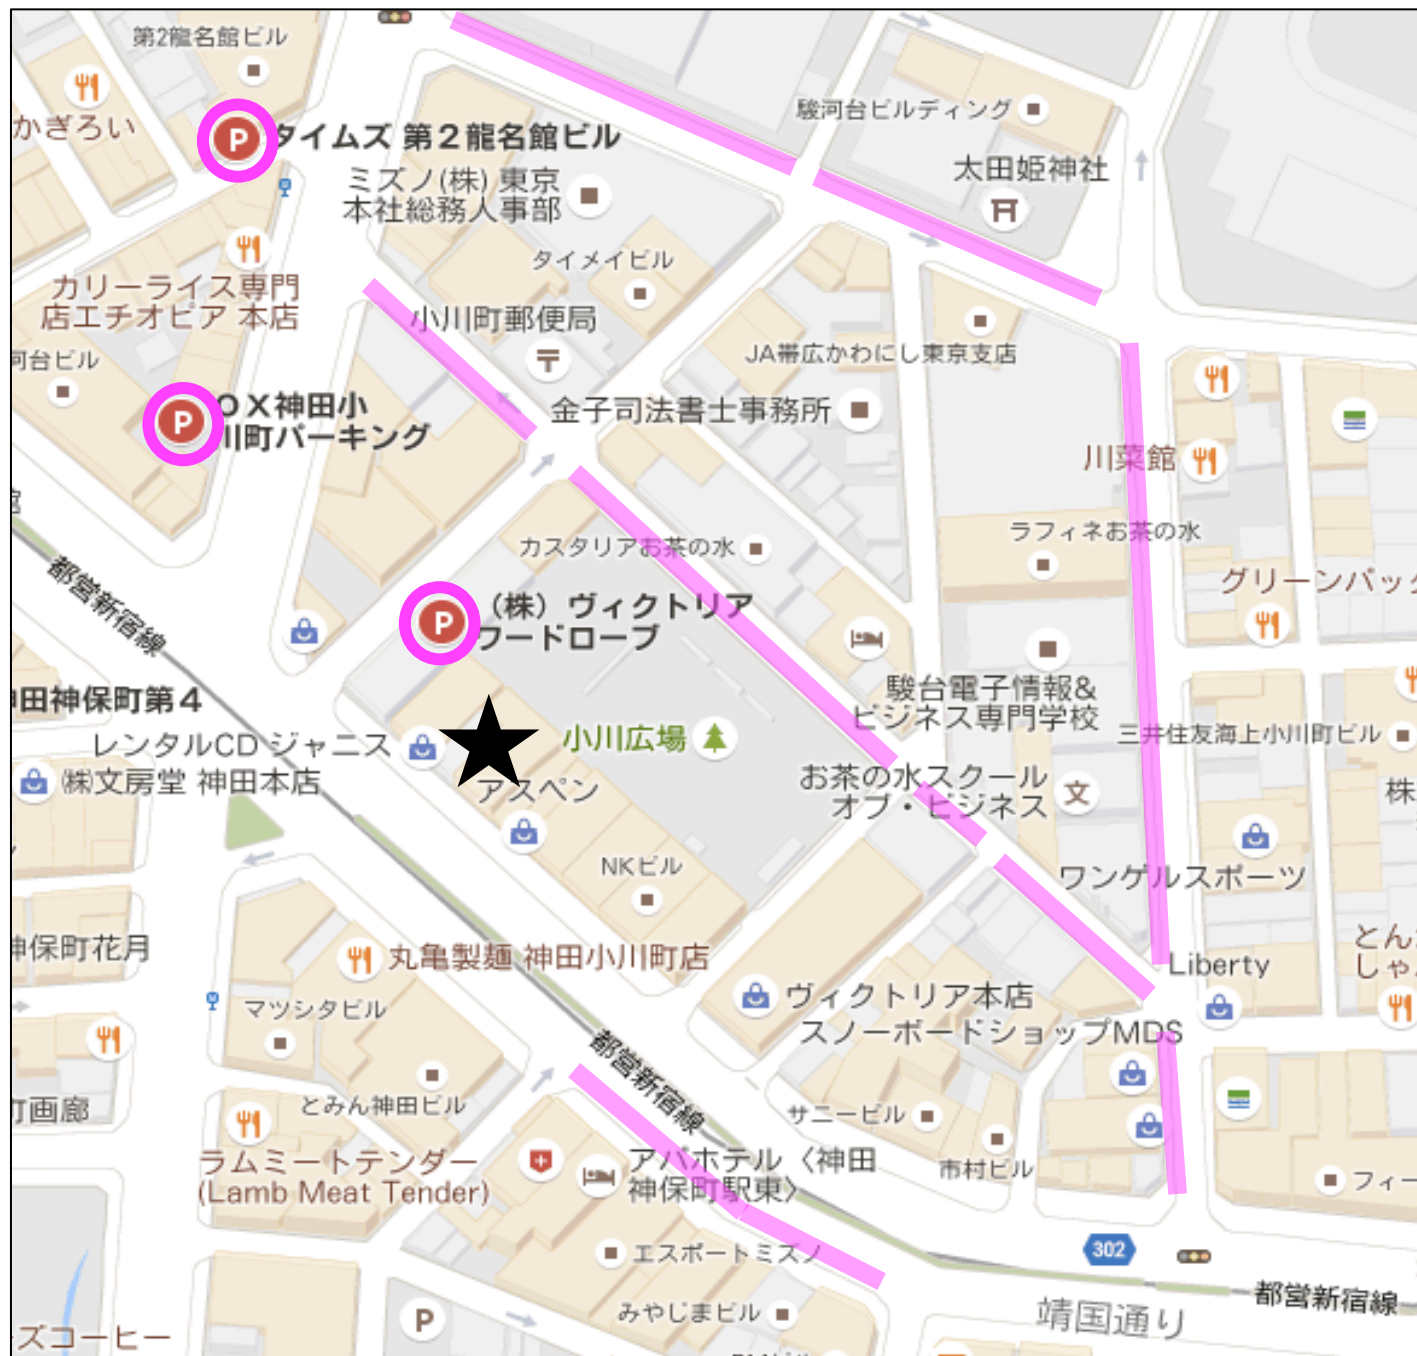 第2龍名館ビル
かぎろい
P
タイムズ 第２龍名館ビル
ミズノ(株) 東京
本社総務人事部
駿河台ビルディング
太田姫神社
タイメイビル
カリーライス専門
店エチオピア 本店
小川町郵便局
河台ビル
JA帯広かわにし東京支店
P
ＯＸ神田小
川町パーキング
金子司法書士事務所
川菜館
カスタリアお茶の水
ラフィネお茶の水
都営新宿線
グリーンパック
P
（株）ヴィクトリア
ワードローブ
駿台電子情報&
ビジネス専門学校
田神保町第４
レンタルCD ジャニス
小川広場
三井住友海上小川町ビル
㈱文房堂 神田本店
アスペン
お茶の水スクール
オブ・ビジネス
文
株
NKビル
ワンゲルスポーツ
神保町花月
丸亀製麺 神田小川町店
とん
しゃ
Liberty
マツシタビル
ヴィクトリア本店
スノーボードショップMDS
都営新宿線
町画廊
とみん神田ビル
サニービル
ラムミートテンダー
(Lamb Meat Tender)
アパホテル〈神田
神保町駅東〉
市村ビル
フィー
エスポートミズノ
302
都営新宿線
P
みやじまビル
靖国通り
ズコーヒー